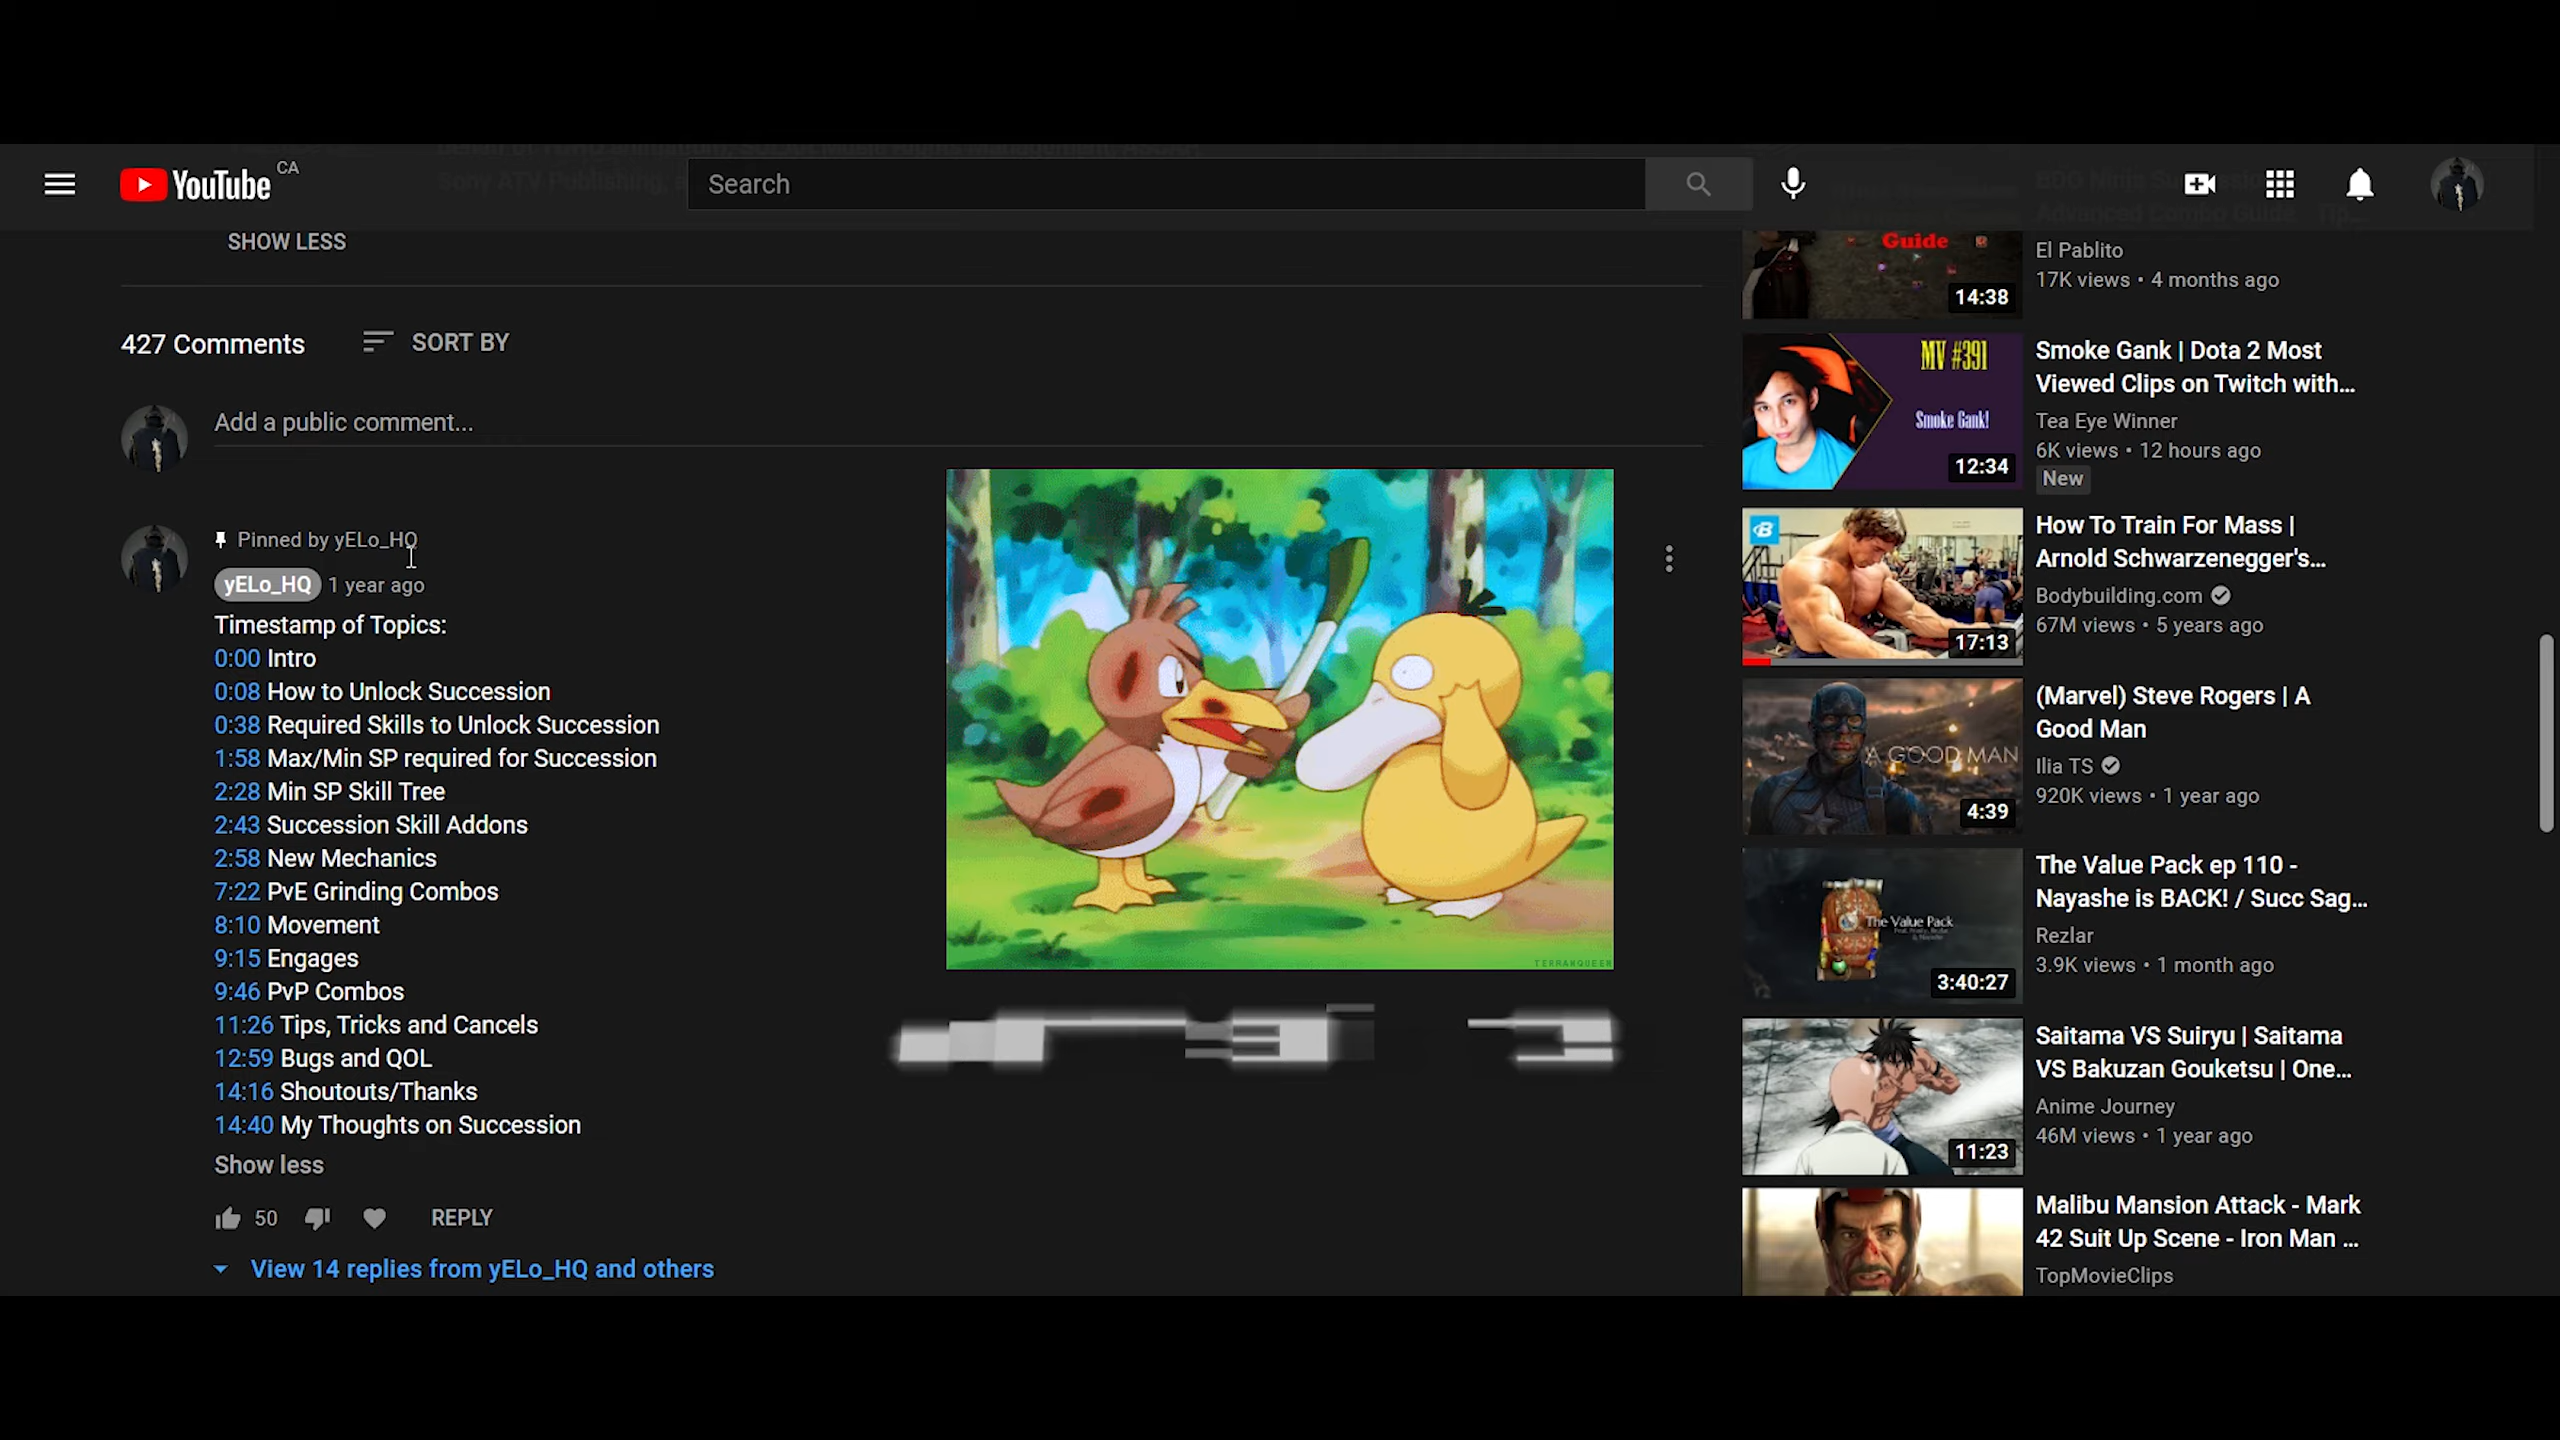 YouTube CA
Search
SHOW LESS
427 Comments
SORT BY
Add a public comment...
Pinned by yELo_HQ
yELo_HQ 1 year ago
Timestamp of Topics:
0:00 Intro
0:08 How to Unlock Succession
0:38 Required Skills to Unlock Succession
1:58 Max/Min SP required for Succession
2:28 Min SP Skill Tree
2:43 Succession Skill Addons
2:58 New Mechanics
7:22 PvE Grinding Combos
8:10 Movement
9:15 Engages
9:46 PvP Combos
11:26 Tips, Tricks and Cancels
12:59 Bugs and QOL
14:16 Shoutouts/Thanks
14:40 My Thoughts on Succession
Show less
50
REPLY
View 14 replies from yELo_HQ and others
TERRANQUEEN
Guide
14:38
El Pablito
17K views • 4 months ago
MV #391
Smoke Gank!
12:34
Smoke Gank | Dota 2 Most
Viewed Clips on Twitch with...
Tea Eye Winner
6K views • 12 hours ago
New
B
17:13
How To Train For Mass |
Arnold Schwarzenegger's...
Bodybuilding.com
67M views • 5 years ago
A GOOD MAN
4:39
(Marvel) Steve Rogers | A
Good Man
Ilia TS
920K views • 1 year ago
The Value Pack
3:40:27
The Value Pack ep 110 -
Nayashe is BACK! / Succ Sag...
Rezlar
3.9K views • 1 month ago
11:23
Saitama VS Suiryu | Saitama
VS Bakuzan Gouketsu | One...
Anime Journey
46M views • 1 year ago
Malibu Mansion Attack - Mark
42 Suit Up Scene - Iron Man ...
TopMovieClips